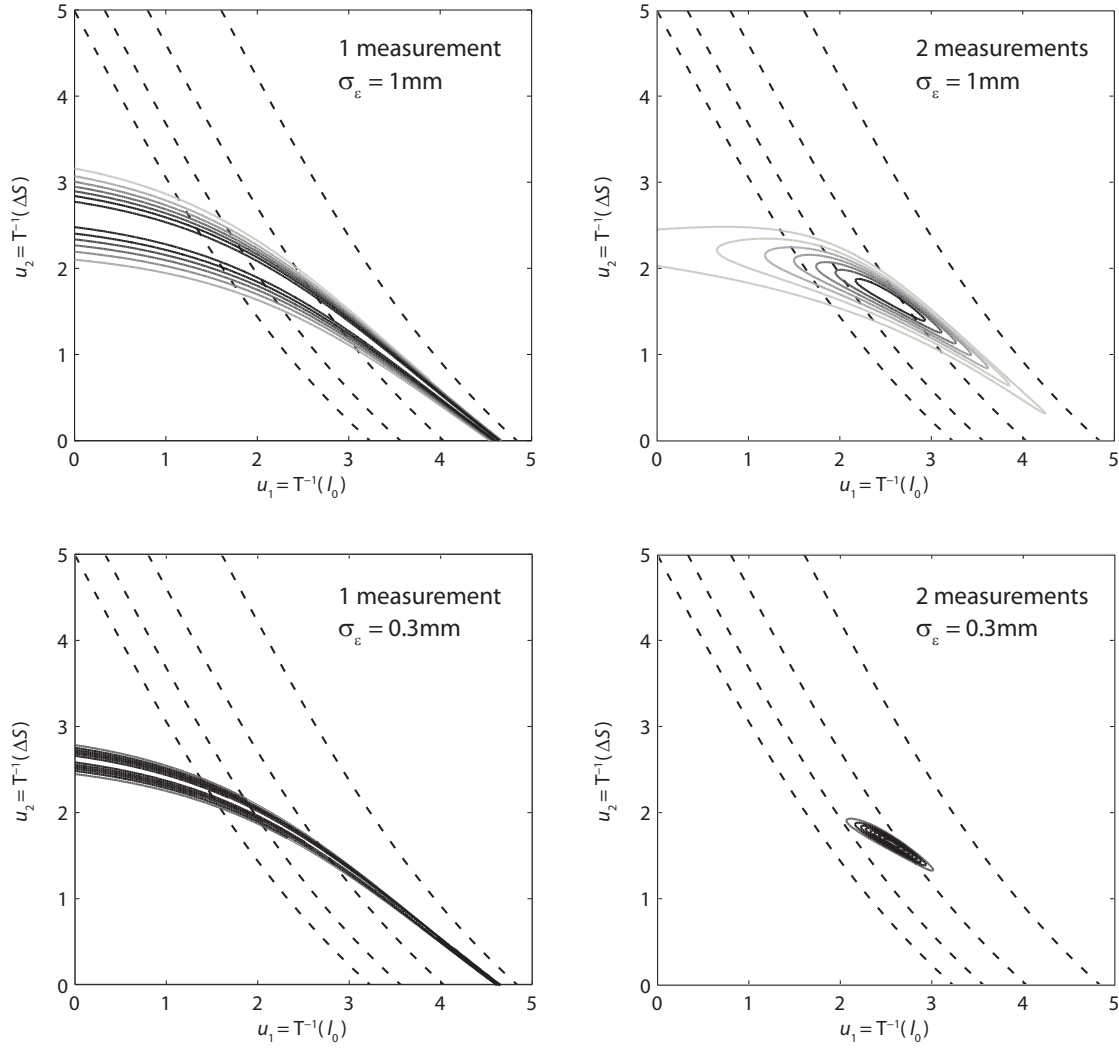 1 measurement
σε = 1mm
5
4
3
2
1
0
u2 = T−1(ΔS)
0 1 2 3 4 5
u1 = T−1(l0)
2 measurements
σε = 1mm
5
4
3
2
1
0
u2 = T−1(ΔS)
0 1 2 3 4 5
u1 = T−1(l0)
1 measurement
σε = 0.3mm
5
4
3
2
1
0
u2 = T−1(ΔS)
0 1 2 3 4 5
u1 = T−1(l0)
2 measurements
σε = 0.3mm
5
4
3
2
1
0
u2 = T−1(ΔS)
0 1 2 3 4 5
u1 = T−1(l0)